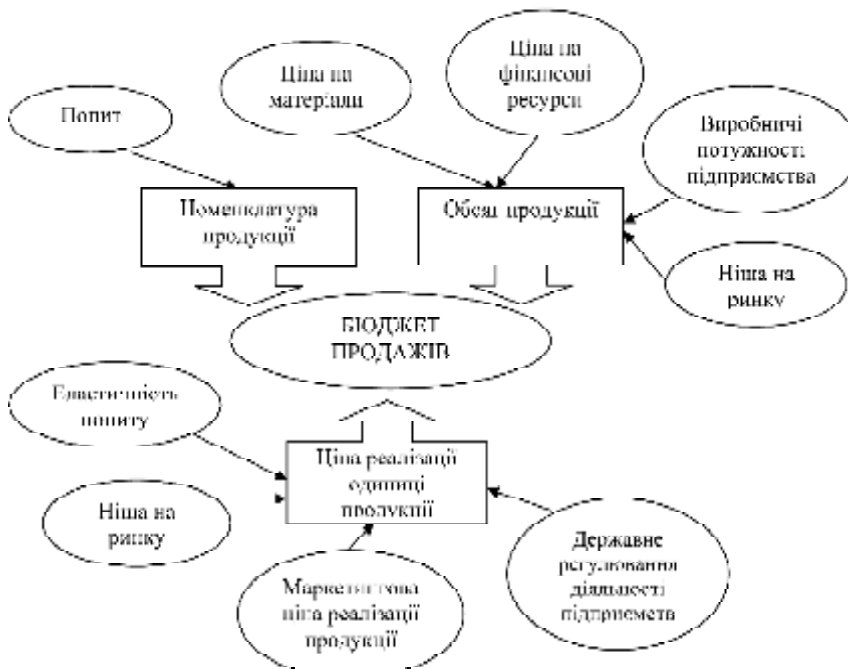 Ціна на
матеріали
Ціна на
фінансові
ресурси
Попит
Виробничі
потужності
підприємства
Номенклатура
продукції
Обсяг продукції
Ніша на
ринку
БЮДЖЕТ
ПРОДАЖІВ
Еластичність
попиту
Ціна реалізації
одиниці
продукції
Ніша на
ринку
Державне
регулювання
діяльності
підприємств
Маркетингова
ціна реалізації
продукції